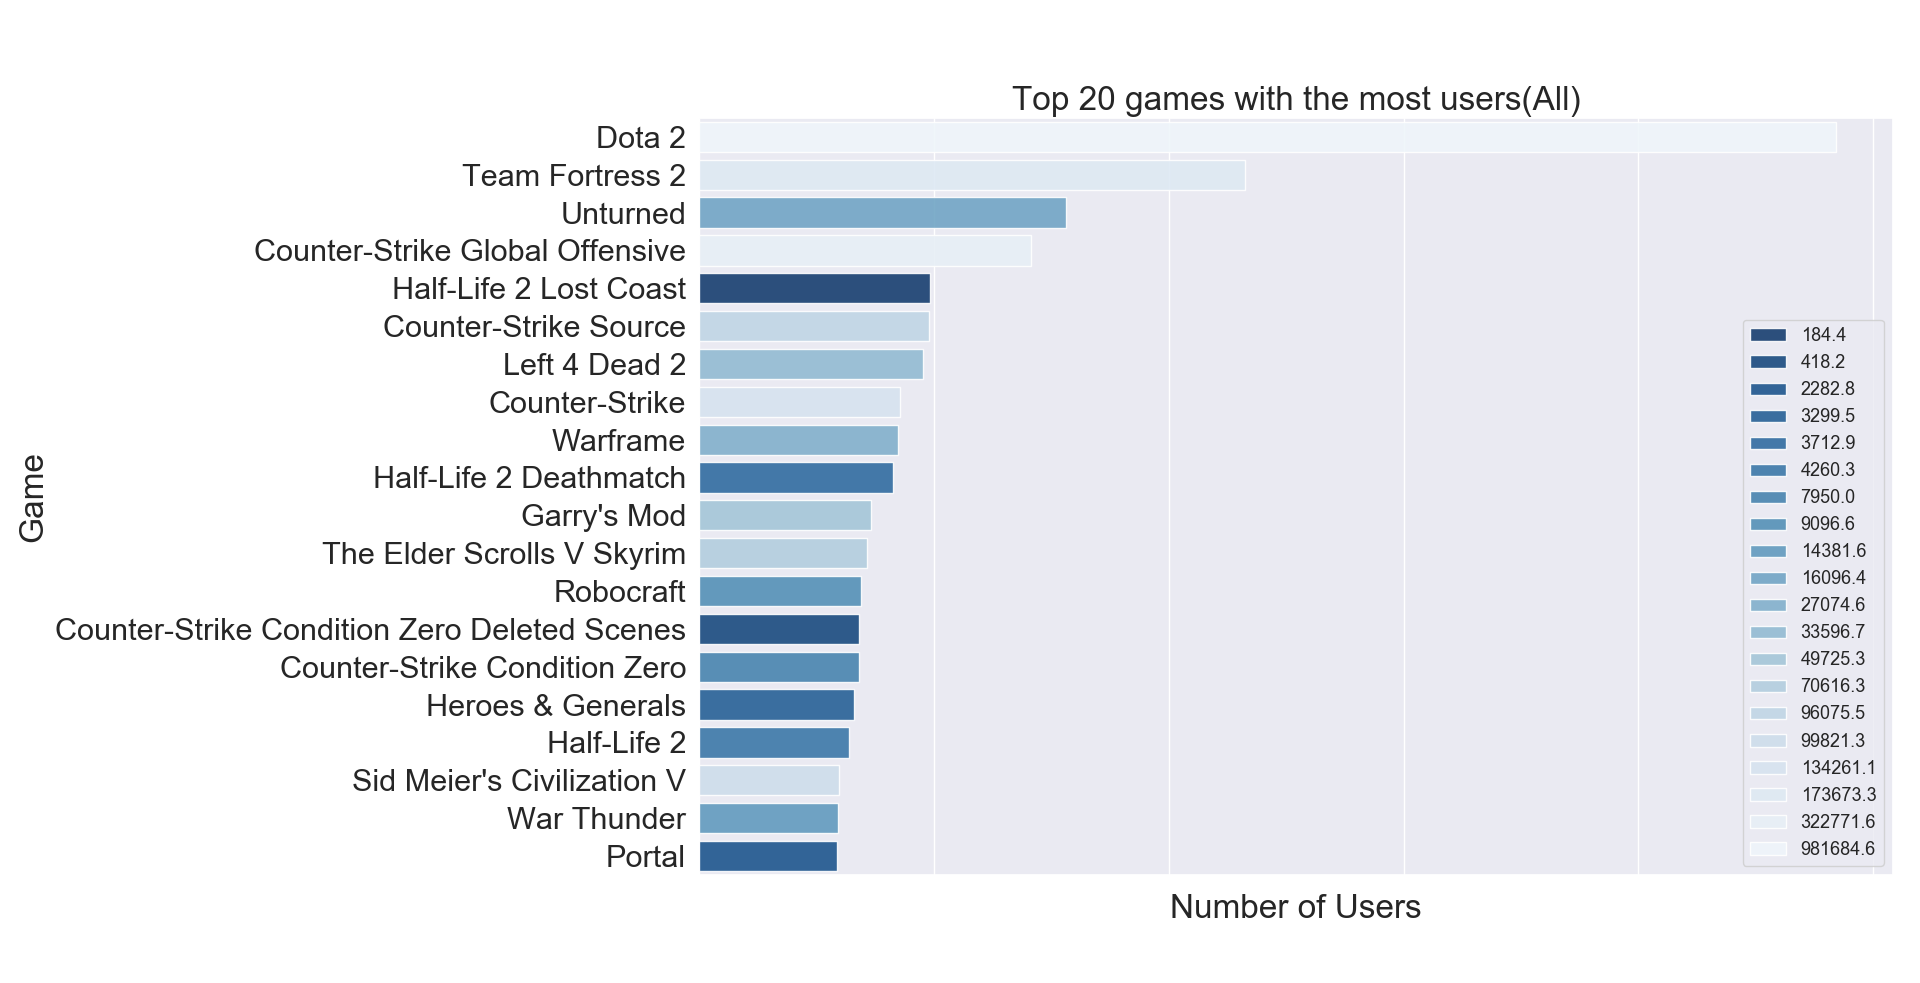 Top 20 games with the most users(All)
Dota 2
Team Fortress 2
Unturned
Counter-Strike Global Offensive
Half-Life 2 Lost Coast
Counter-Strike Source
Left 4 Dead 2
Counter-Strike
Warframe
Half-Life 2 Deathmatch
Garry's Mod
The Elder Scrolls V Skyrim
Robocraft
Counter-Strike Condition Zero Deleted Scenes
Counter-Strike Condition Zero
Heroes & Generals
Half-Life 2
Sid Meier's Civilization V
War Thunder
Portal
Game
Number of Users
184.4
418.2
2282.8
3299.5
3712.9
4260.3
7950.0
9096.6
14381.6
16096.4
27074.6
33596.7
49725.3
70616.3
96075.5
99821.3
134261.1
173673.3
322771.6
981684.6